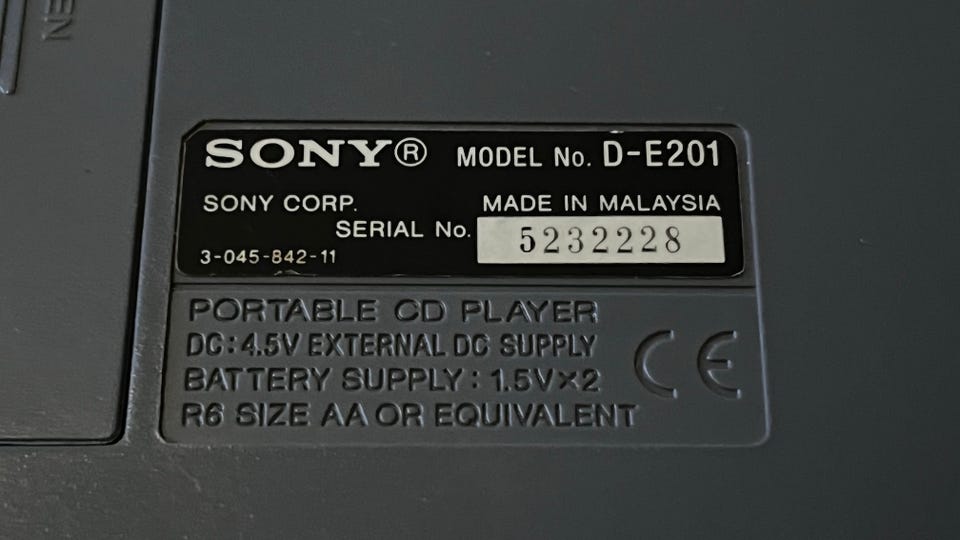 SONY® MODEL No. D-E201
SONY CORP. MADE IN MALAYSIA
SERIAL No. 5232228
3-045-842-11
PORTABLE CD PLAYER
DC: 4.5V EXTERNAL DC SUPPLY
BATTERY SUPPLY: 1.5V×2
R6 SIZE AA OR EQUIVALENT
CE